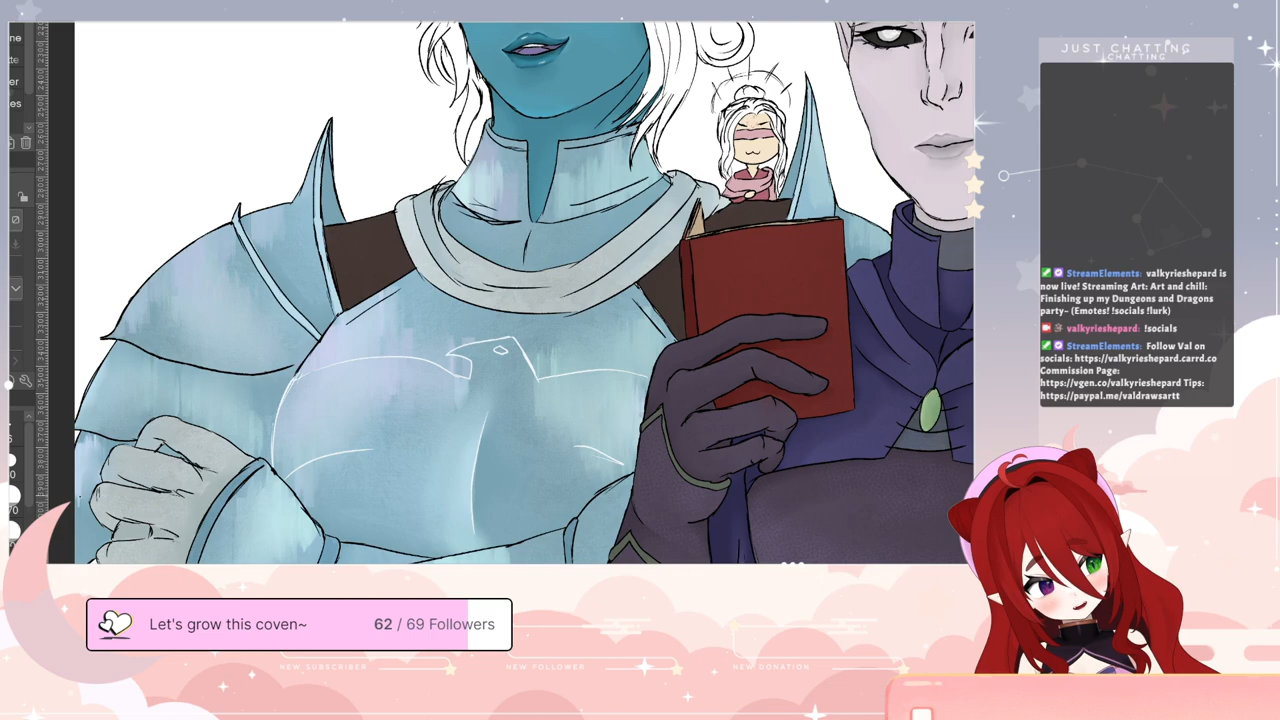 JUST CHATTING
CHATTING
StreamElements: valkyrieshepard is
now live! Streaming Art: Art and chill:
Finishing up my Dungeons and Dragons
party~ (Emotes! !socials !lurk)
valkyrieshepard: !socials
StreamElements: Follow Val on
socials: https://valkyrieshepard.carrd.co
Commission Page:
https://vgen.co/valkyrieshepard Tips:
https://paypal.me/valdrawsartt
Let's grow this coven~ 62 / 69 Followers
NEW SUBSCRIBER NEW FOLLOWER NEW DONATION